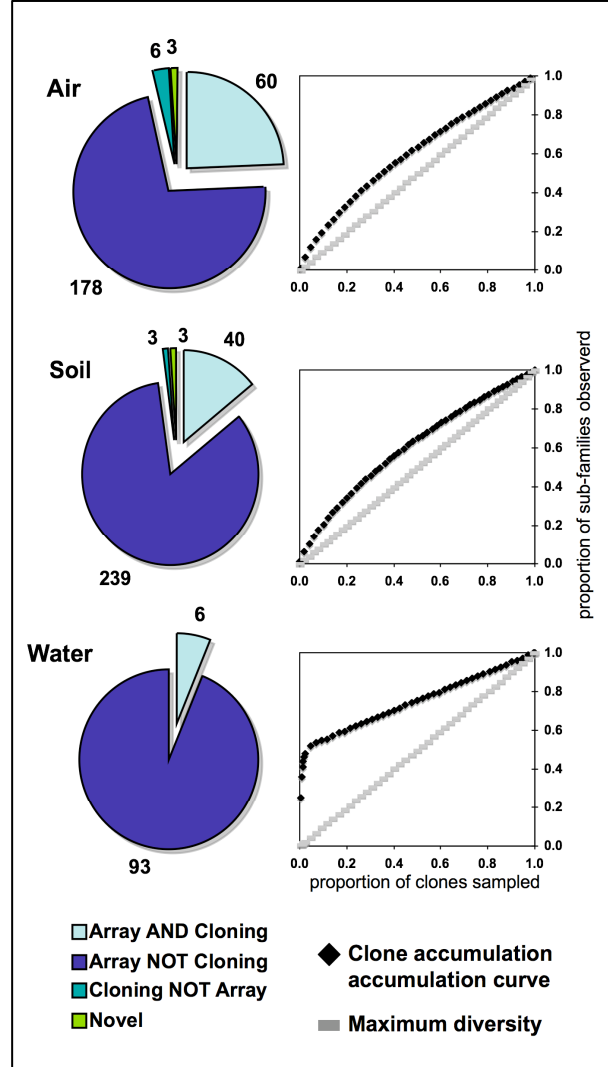 6 3
60
Air
178
1.0
0.8
0.6
0.4
0.2
0.0
0.0 0.2 0.4 0.6 0.8 1.0
3 3 40
Soil
239
1.0
0.8
0.6
0.4
0.2
0.0
0.0 0.2 0.4 0.6 0.8 1.0
proportion of sub-families observerd
6
Water
93
1.0
0.8
0.6
0.4
0.2
0.0
0.0 0.2 0.4 0.6 0.8 1.0
proportion of clones sampled
Array AND Cloning
Array NOT Cloning
Cloning NOT Array
Novel
Clone accumulation
accumulation curve
Maximum diversity